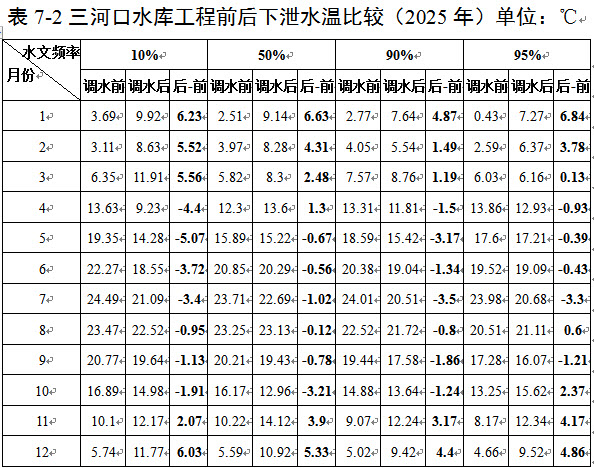 表 7-2 三河口水库工程前后下泄水温比较（2025 年）单位：℃
水文频率 10% 50% 90% 95%
月份 调水前 调水后 后-前 调水前 调水后 后-前 调水前 调水后 后-前 调水前 调水后 后-前
1 3.69 9.92 6.23 2.51 9.14 6.63 2.77 7.64 4.87 0.43 7.27 6.84
2 3.11 8.63 5.52 3.97 8.28 4.31 4.05 5.54 1.49 2.59 6.37 3.78
3 6.35 11.91 5.56 5.82 8.3 2.48 7.57 8.76 1.19 6.03 6.16 0.13
4 13.63 9.23 -4.4 12.3 13.6 1.3 13.31 11.81 -1.5 13.86 12.93 -0.93
5 19.35 14.28 -5.07 15.89 15.22 -0.67 18.59 15.42 -3.17 17.6 17.21 -0.39
6 22.27 18.55 -3.72 20.85 20.29 -0.56 20.38 19.04 -1.34 19.52 19.09 -0.43
7 24.49 21.09 -3.4 23.71 22.69 -1.02 24.01 20.51 -3.5 23.98 20.68 -3.3
8 23.47 22.52 -0.95 23.25 23.13 -0.12 22.52 21.72 -0.8 20.51 21.11 0.6
9 20.77 19.64 -1.13 20.21 19.43 -0.78 19.44 17.58 -1.86 17.28 16.07 -1.21
10 16.89 14.98 -1.91 16.17 12.96 -3.21 14.88 13.64 -1.24 13.25 15.62 2.37
11 10.1 12.17 2.07 10.22 14.12 3.9 9.07 12.24 3.17 8.17 12.34 4.17
12 5.74 11.77 6.03 5.59 10.92 5.33 5.02 9.42 4.4 4.66 9.52 4.86